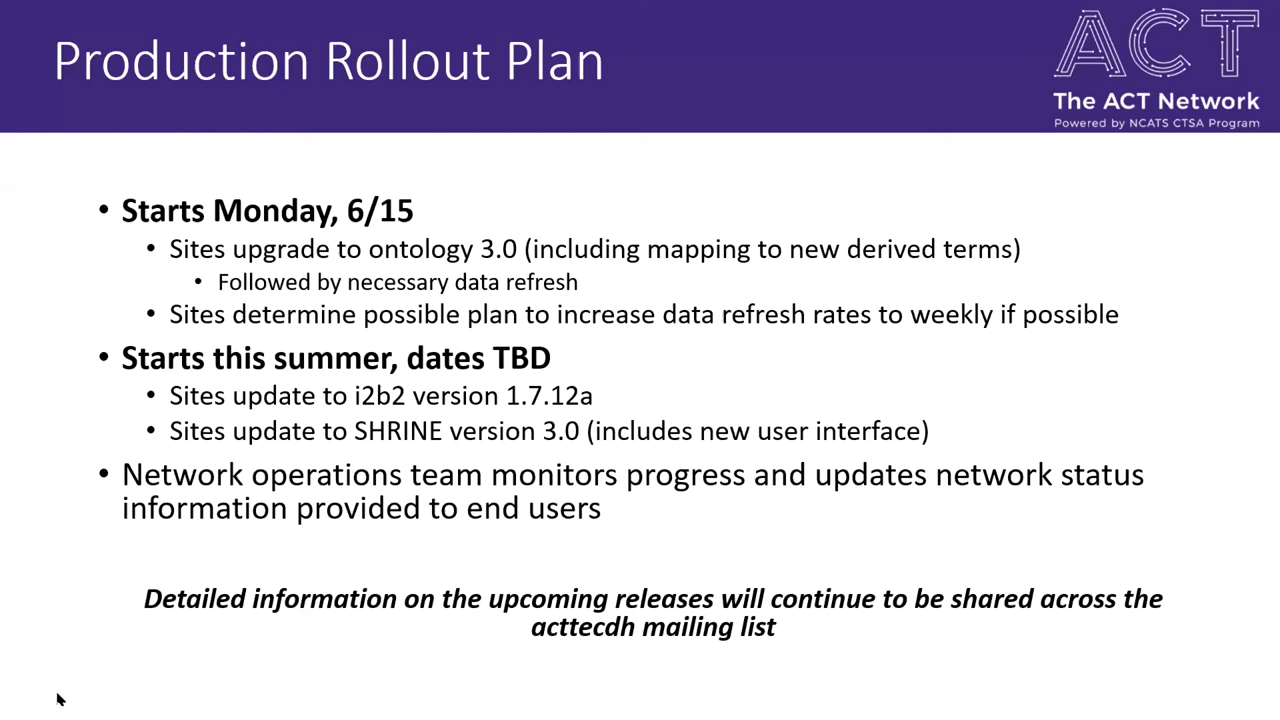 Production Rollout Plan
ACT
The ACT Network
Powered by NCATS CTSA Program
• Starts Monday, 6/15
• Sites upgrade to ontology 3.0 (including mapping to new derived terms)
• Followed by necessary data refresh
• Sites determine possible plan to increase data refresh rates to weekly if possible
• Starts this summer, dates TBD
• Sites update to i2b2 version 1.7.12a
• Sites update to SHRINE version 3.0 (includes new user interface)
• Network operations team monitors progress and updates network status
information provided to end users
Detailed information on the upcoming releases will continue to be shared across the
acttecdh mailing list